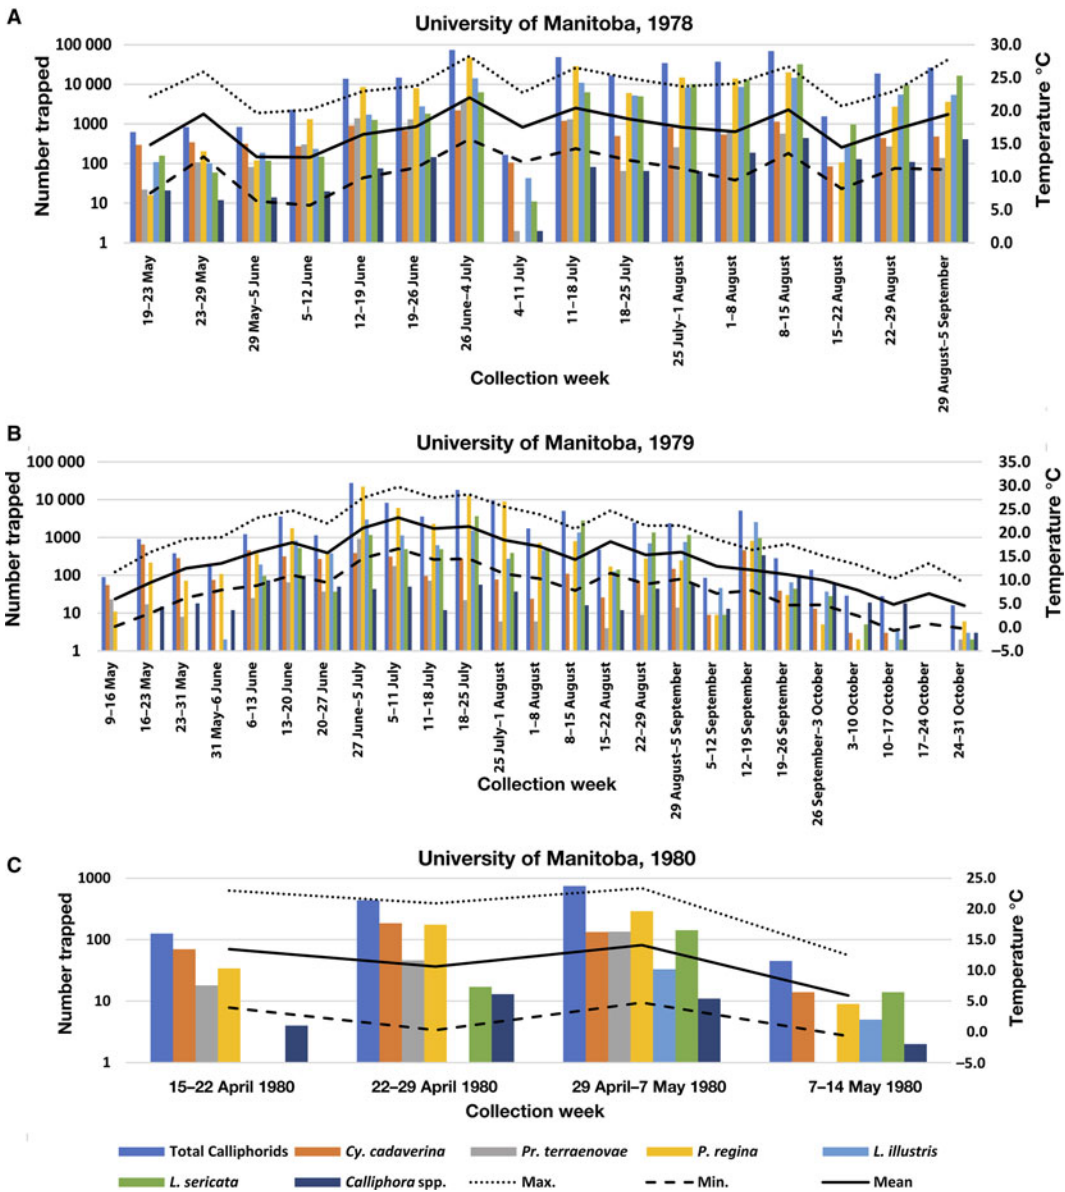 A
University of Manitoba, 1978
100 000
10 000
1000
100
10
1
Number trapped
30.0
25.0
20.0
15.0
10.0
5.0
0.0
Temperature °C
19–23 May
23–29 May
29 May–5 June
5–12 June
12–19 June
19–26 June
26 June–4 July
4–11 July
11–18 July
18–25 July
25 July–1 August
1–8 August
8–15 August
15–22 August
22–29 August
29 August–5 September
Collection week
B
University of Manitoba, 1979
100 000
10 000
1000
100
10
1
Number trapped
35.0
30.0
25.0
20.0
15.0
10.0
5.0
0.0
–5.0
Temperature °C
9–16 May
16–23 May
23–31 May
31 May–6 June
6–13 June
13–20 June
20–27 June
27 June–5 July
5–11 July
11–18 July
18–25 July
25 July–1 August
1–8 August
8–15 August
15–22 August
22–29 August
29 August–5 September
5–12 September
12–19 September
19–26 September
26 September–3 October
3–10 October
10–17 October
17–24 October
24–31 October
Collection week
C
University of Manitoba, 1980
1000
100
10
1
Number trapped
25.0
20.0
15.0
10.0
5.0
0.0
–5.0
Temperature °C
15–22 April 1980
22–29 April 1980
29 April–7 May 1980
7–14 May 1980
Collection week
Total Calliphorids
Cy. cadaverina
Pr. terraenovae
P. regina
L. illustris
L. sericata
Calliphora spp.
Max.
Min.
Mean